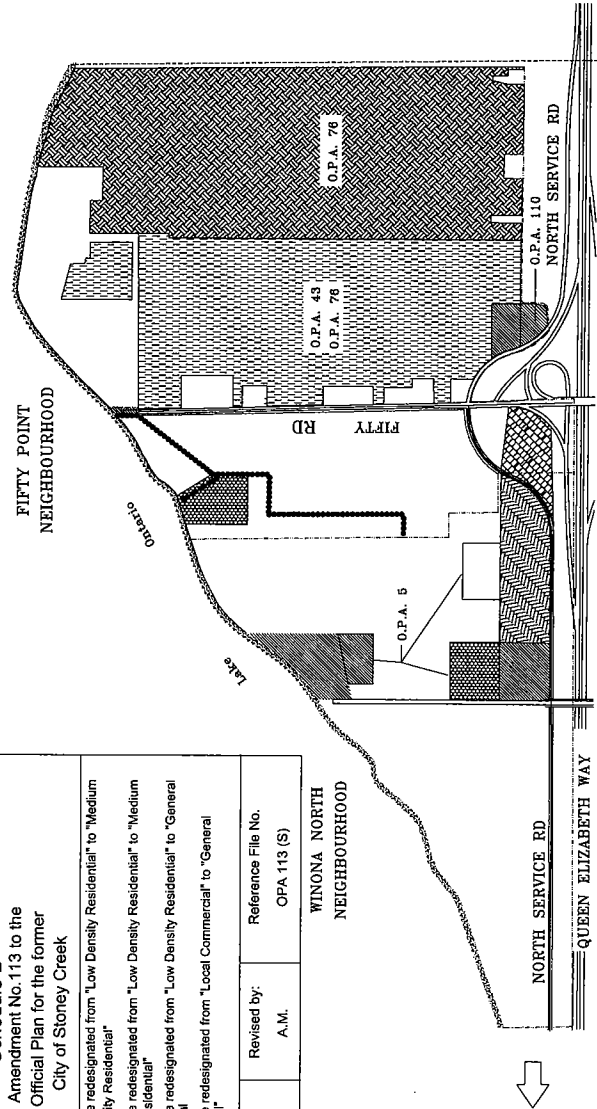 Amendment No.113 to the
Official Plan for the former
City of Stoney Creek
redesignated from "Low Density Residential" to "Medium
ity Residential"
redesignated from "Low Density Residential" to "Medium
sidential"
redesignated from "Low Density Residential" to "General
al
redesignated from "Local Commercial" to "General
l"
Revised by:
A.M.
Reference File No.
OPA 113 (S)
FIFTY POINT
NEIGHBOURHOOD
WINONA NORTH
NEIGHBOURHOOD
Lake
Ontario
O.P.A. 76
O.P.A. 43
O.P.A. 76
FIFTY RD
O.P.A. 5
O.P.A. 110
NORTH SERVICE RD
NORTH SERVICE RD
QUEEN ELIZABETH WAY